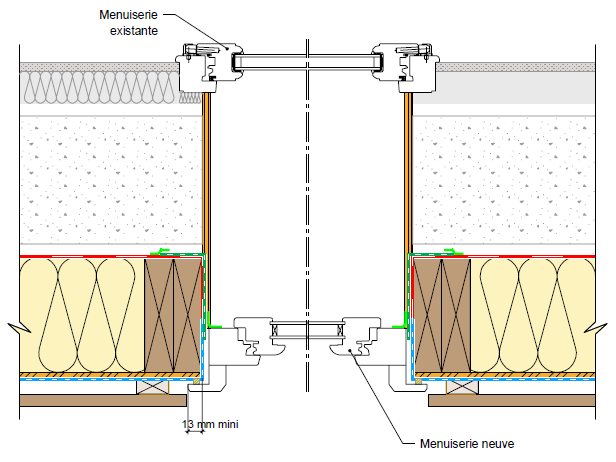 Menuiserie
existante
13 mm mini
Menuiserie neuve